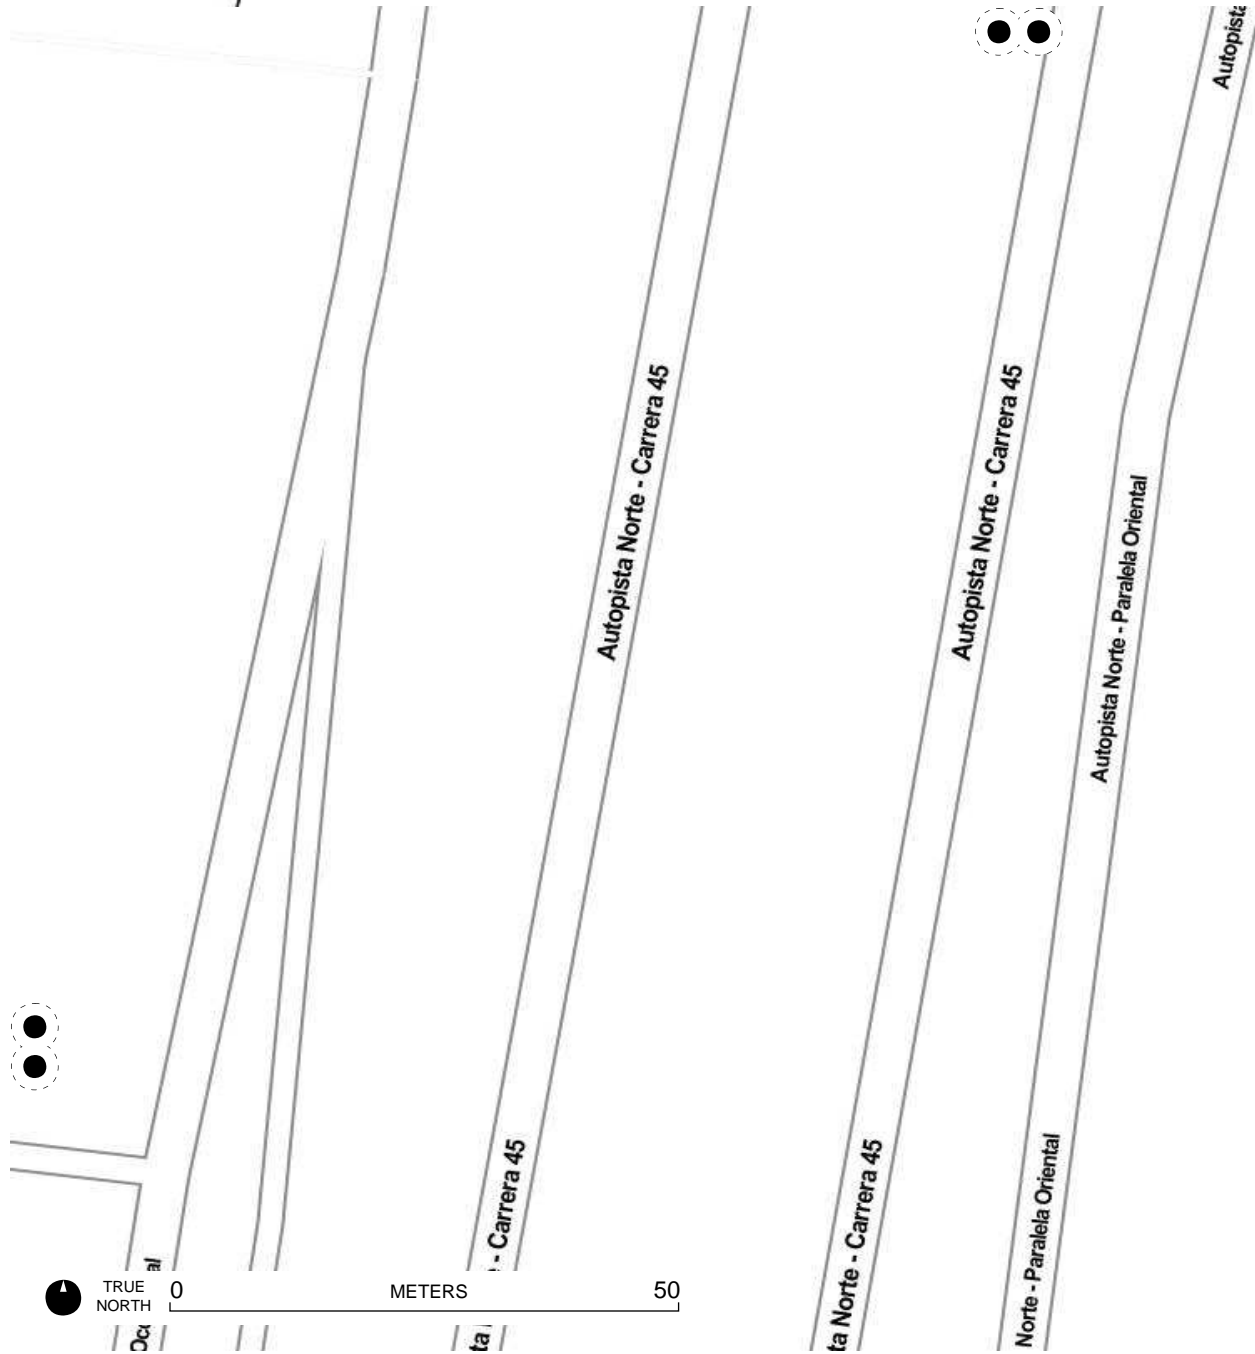 Autopista
Autopista Norte - Carrera 45
Autopista Norte - Carrera 45
Autopista Norte - Paralela Oriental
- Carrera 45
Norte - Carrera 45
Norte - Paralela Oriental
TRUE
NORTH
0
METERS
50